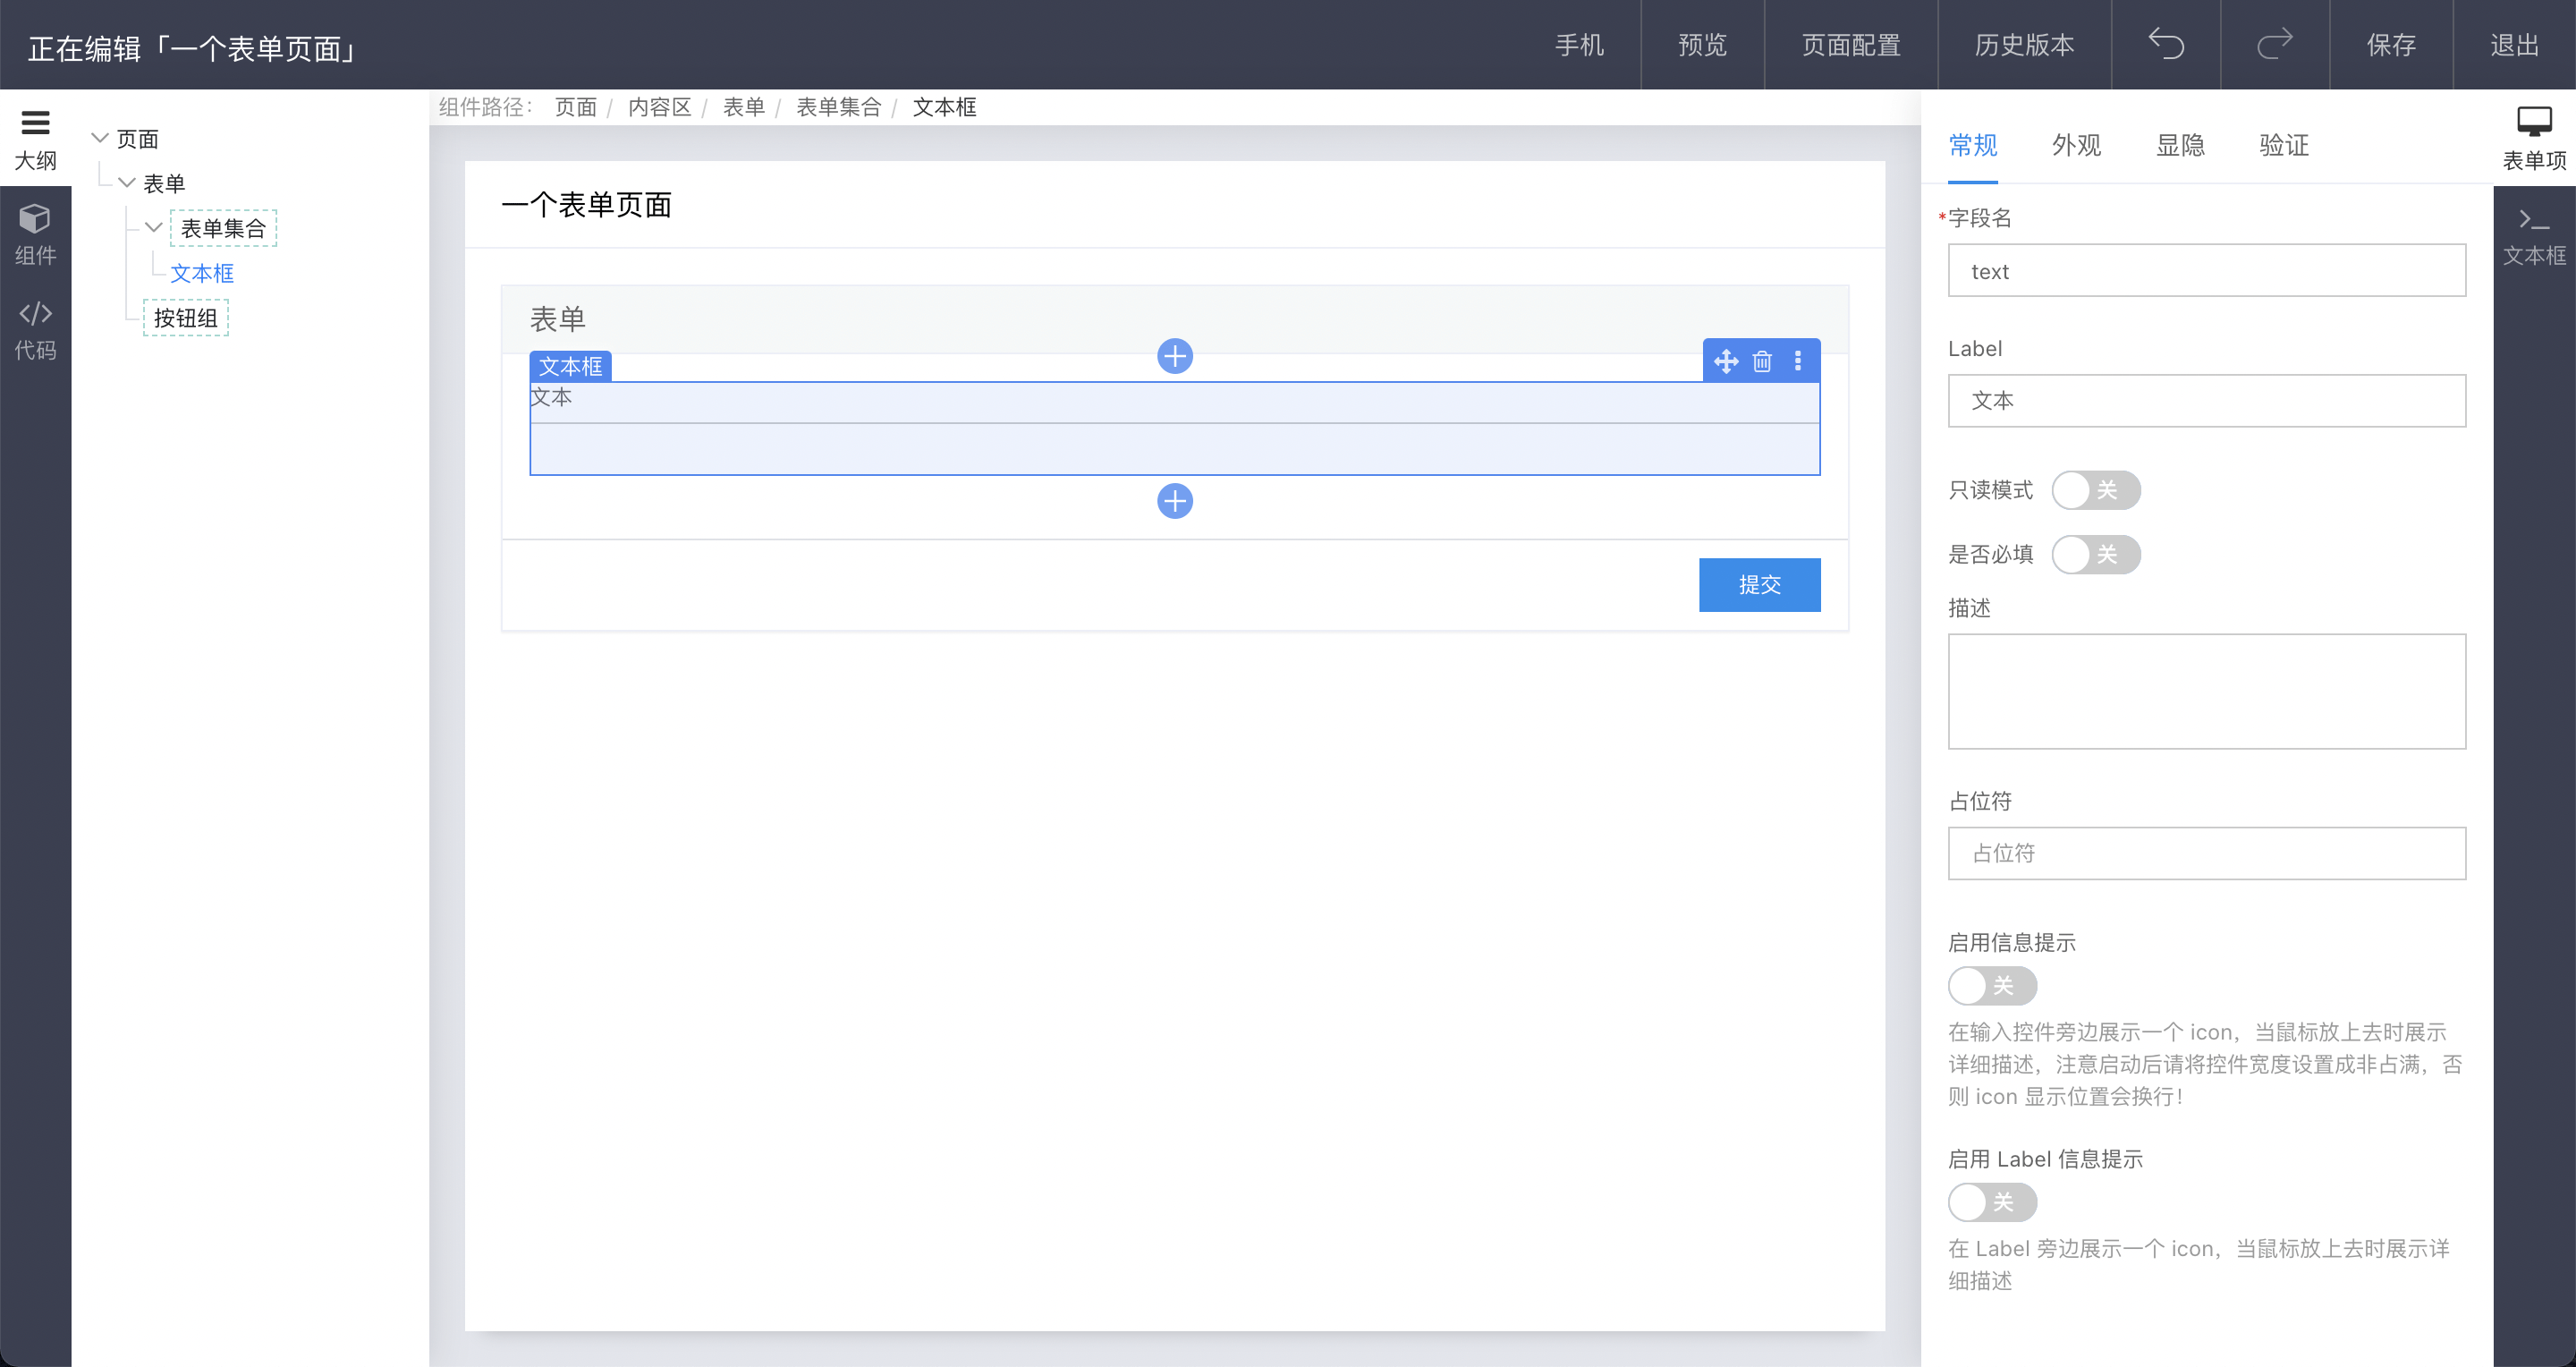 正在编辑「一个表单页面」
手机
预览
页面配置
历史版本
保存
退出
大纲
组件
代码
页面
表单
表单集合
文本框
按钮组
组件路径： 页面 / 内容区 / 表单 / 表单集合 / 文本框
一个表单页面
表单
文本框
文本
提交
常规
外观
显隐
验证
*字段名
text
Label
文本
只读模式 关
是否必填 关
描述
占位符
占位符
启用信息提示
关
在输入控件旁边展示一个 icon，当鼠标放上去时展示
详细描述，注意启动后请将控件宽度设置成非占满，否
则 icon 显示位置会换行！
启用 Label 信息提示
关
在 Label 旁边展示一个 icon，当鼠标放上去时展示详
细描述
表单项
文本框